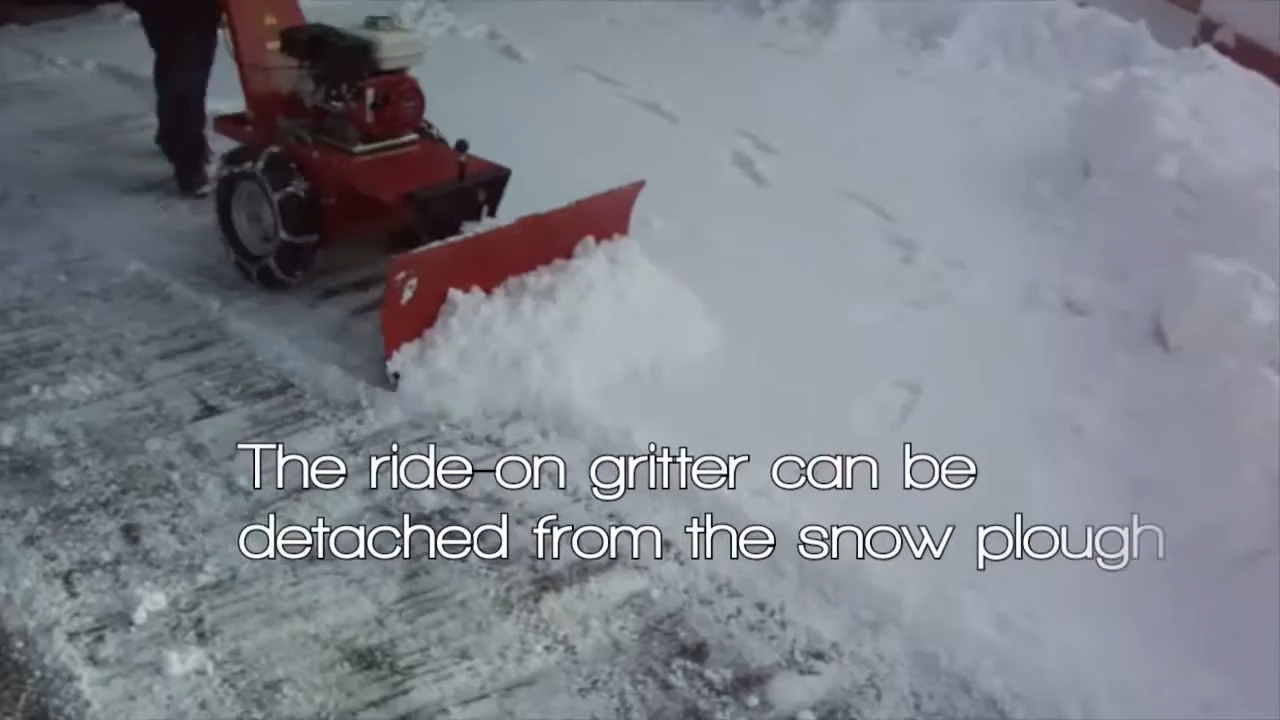 The ride-on gritter can be
detached from the snow plough